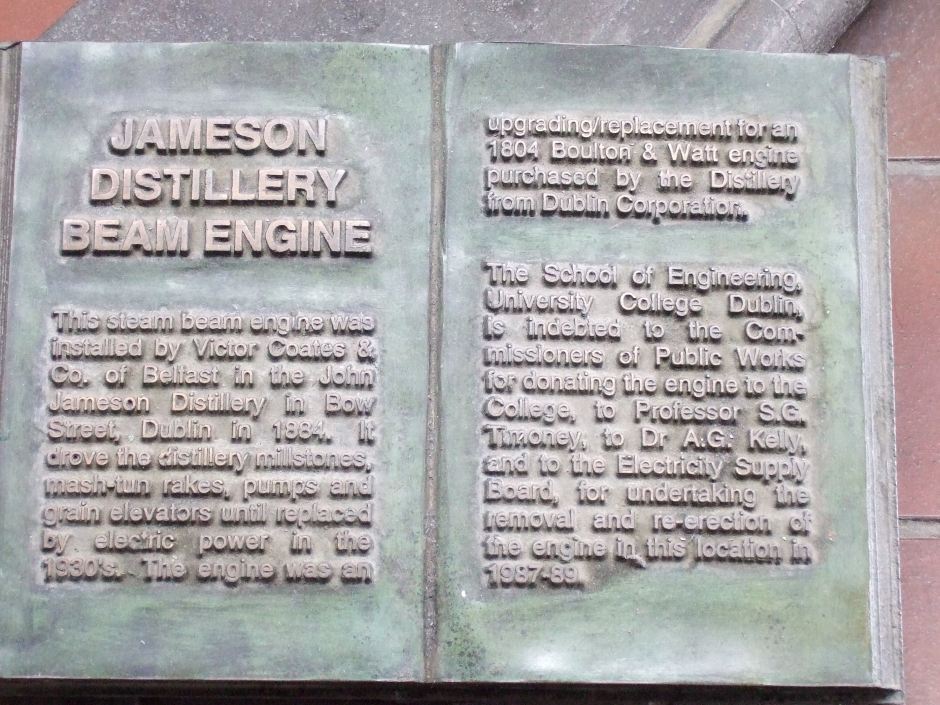 JAMESON
DISTILLERY
BEAM ENGINE
This steam beam engine was
installed by Victor Coates &
Co. of Belfast in the John
Jameson Distillery in Bow
Street, Dublin in 1884. It
drove the distillery millstones,
mash-tun rakes, pumps and
grain elevators until replaced
by electric power in the
1930's. The engine was an
upgrading/replacement for an
1804 Boulton & Watt engine
purchased by the Distillery
from Dublin Corporation.
The School of Engineering,
University College Dublin,
is indebted to the Com-
missioners of Public Works
for donating the engine to the
College, to Professor S.G.
Timoney, to Dr A.G. Kelly,
and to the Electricity Supply
Board, for undertaking the
removal and re-erection of
the engine in this location in
1987-89.